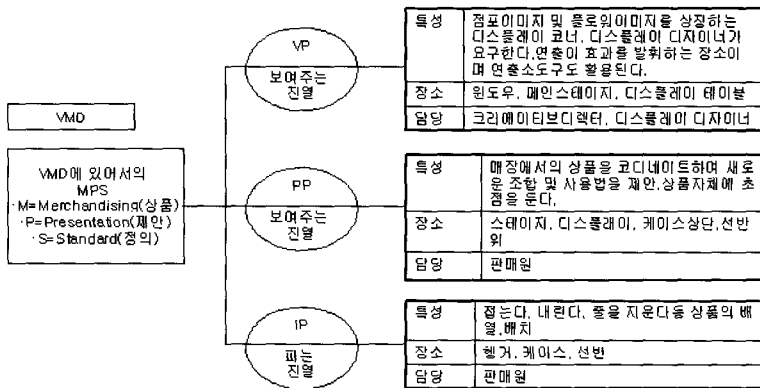 VMD
VMD에 있어서의
MPS
·M=Merchandising(상품)
·P=Presentation(제안)
·S=Standard(정의)
VP
보여주는
진열
특성
점포이미지 및 플로워이미지을 상징하는
디스플레이 코너, 디스플레이 디자이너가
요구한다.연출이 효과를 발휘하는 장소이
며 연출소도구도 활용된다.
장소
윈도우, 메인스테이지, 디스플레이 테이블
담당
크리에이티브디렉터, 디스플레이 디자이너
PP
보여주는
진열
특성
매장에서의 상품을 코디네이트하며 새로
운 조합 및 사용법을 제안.상품자체에 초
점을 둔다.
장소
스테이지, 디스플레이, 케이스상단,선반
위
담당
판매원
IP
파는
진열
특성
접는다, 내린다, 줄을 지운다등 상품의 배
열,배치
장소
행거, 케이스, 선반
담당
판매원